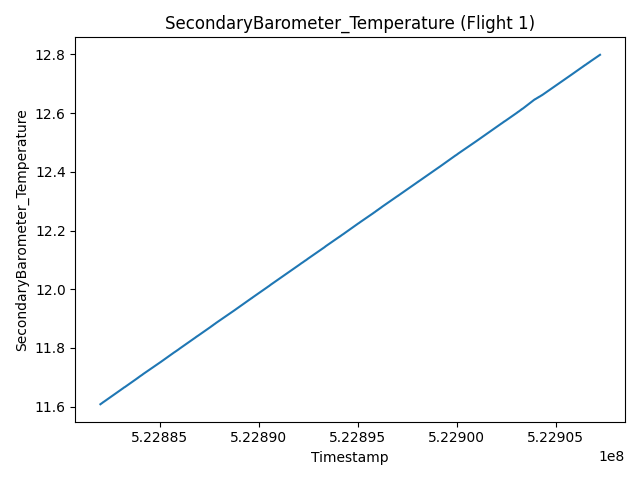 SecondaryBarometer_Temperature (Flight 1)
SecondaryBarometer_Temperature
12.8
12.6
12.4
12.2
12.0
11.8
11.6
5.22885 5.22890 5.22895 5.22900 5.22905
1e8
Timestamp